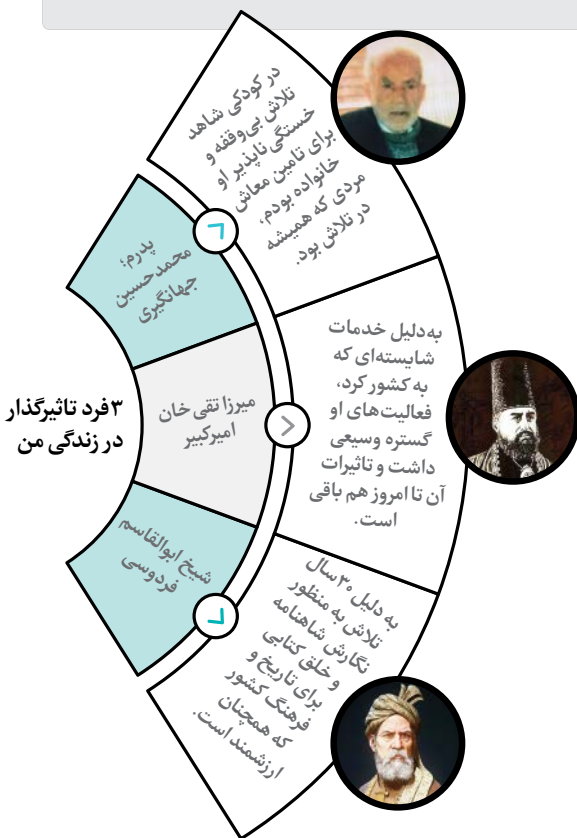 ۳ فرد تاثیرگذار
در زندگی من
پدرم؛
محمدحسین
جهانگیری
در کودکی شاهد
تلاش بی‌وقفه و
خستگی ناپذیر او
برای تامین معاش
خانواده بودم،
مردی که همیشه
در تلاش بود.
میرزا تقی خان
امیرکبیر
به‌دلیل خدمات
شایسته‌ای که
به کشور کرد،
فعالیت‌های او
گستره وسیعی
داشت و تاثیرات
آن تا امروز هم باقی
است.
شیخ ابوالقاسم
فردوسی
به دلیل ۳۰ سال
تلاش به منظور
نگارش شاهنامه
و خلق کتابی
برای تاریخ و
فرهنگ کشور
که همچنان
ارزشمند است.